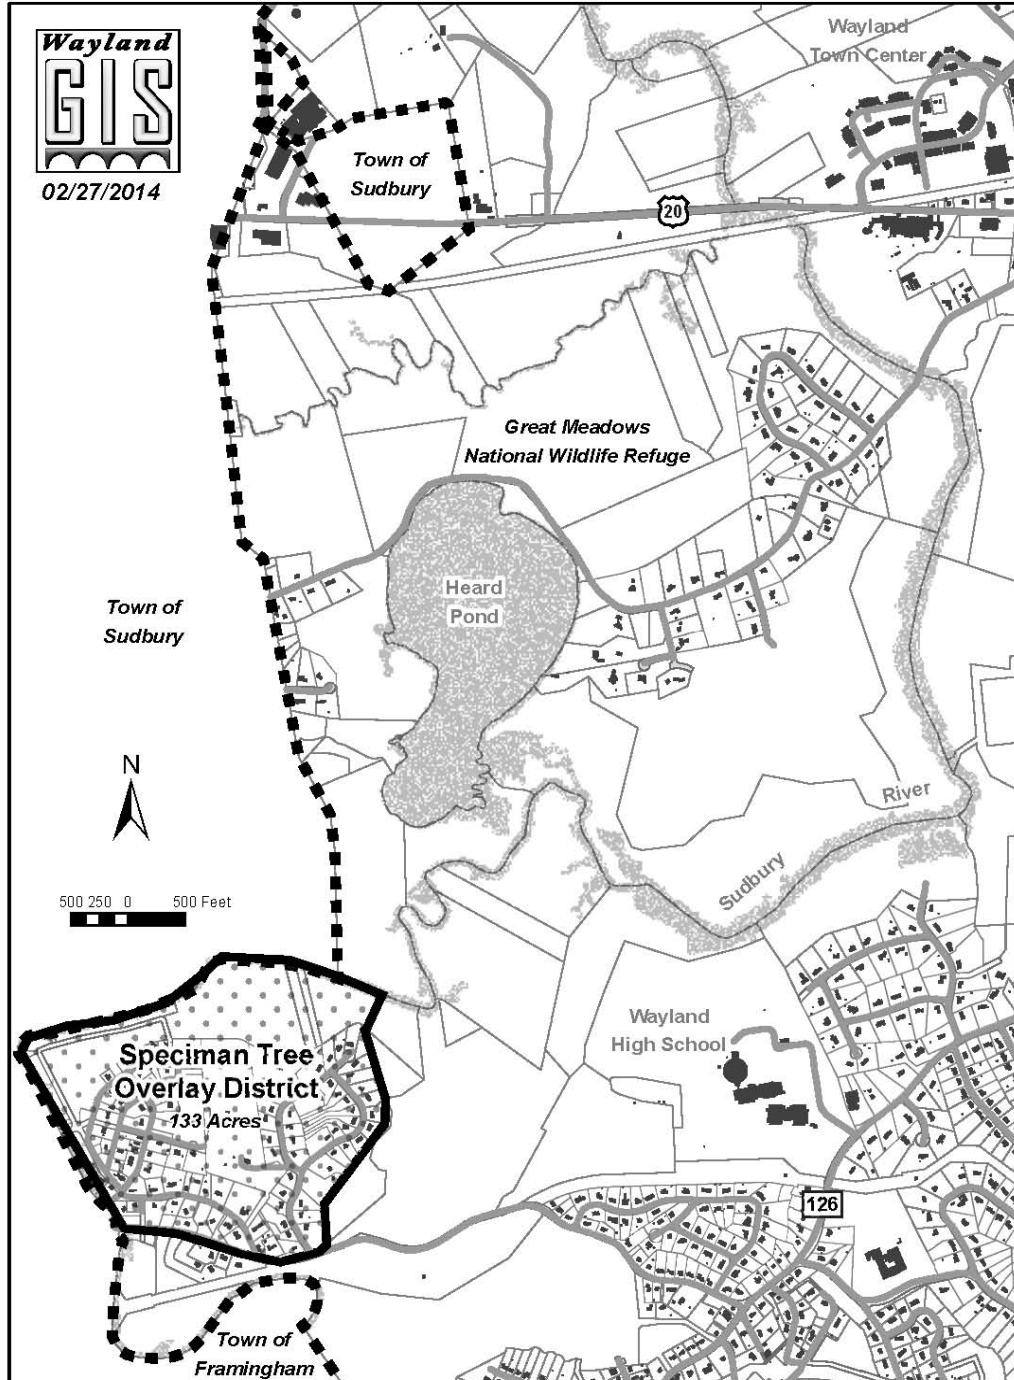 Wayland
GIS
02/27/2014
Wayland
Town Center
Town of
Sudbury
20
Great Meadows
National Wildlife Refuge
Heard
Pond
Town of
Sudbury
N
River
Sudbury
500 250 0 500 Feet
Wayland
High School
Speciman Tree
Overlay District
133 Acres
126
Town of
Framingham